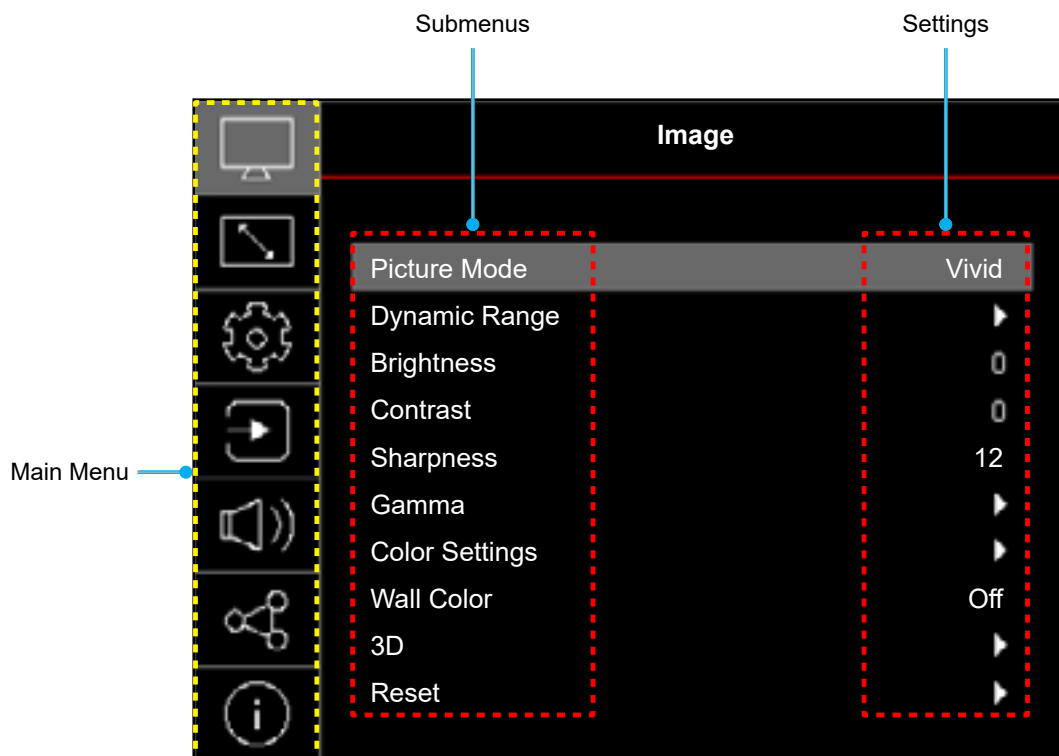 Submenus Settings
Image
Picture Mode Vivid
Dynamic Range
Brightness 0
Contrast 0
Main Menu
Sharpness 12
Gamma
Color Settings
Wall Color Off
3D
Reset
i